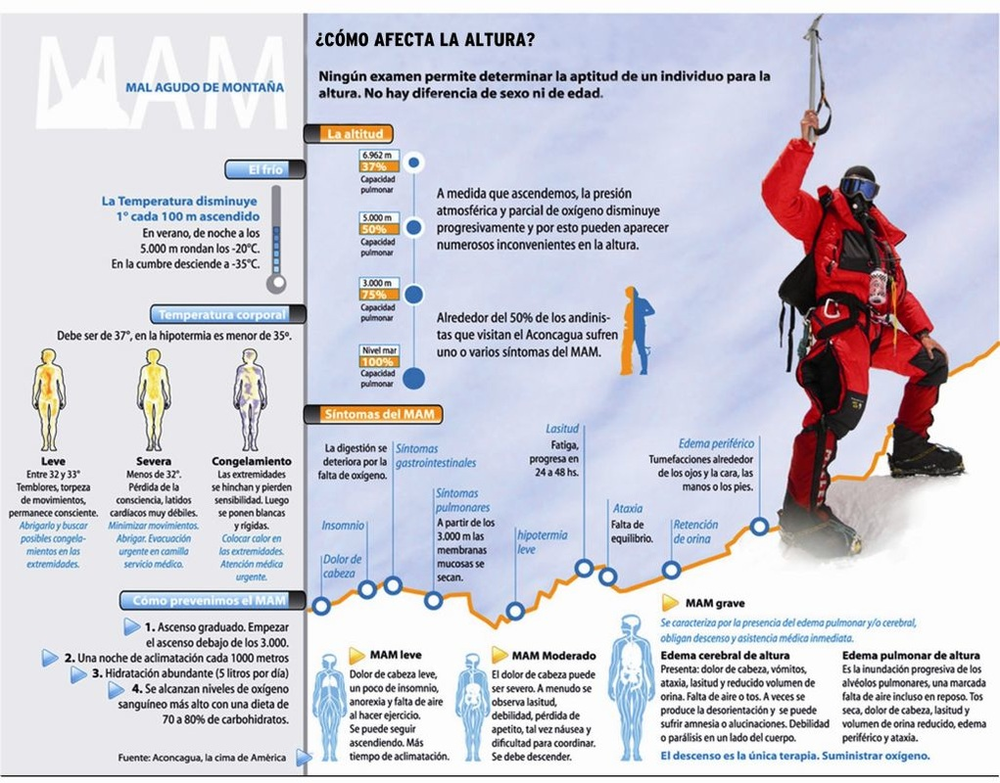 MAM
MAL AGUDO DE MONTAÑA
¿CÓMO AFECTA LA ALTURA?
Ningún examen permite determinar la aptitud de un individuo para la
altura. No hay diferencia de sexo ni de edad.
El frío
La Temperatura disminuye
1° cada 100 m ascendido
En verano, de noche a los
5.000 m rondan los -20°C.
En la cumbre desciende a -35°C.
Temperatura corporal
Debe ser de 37°, en la hipotermia es menor de 35º.
Leve
Entre 32 y 33°
Temblores, torpeza
de movimientos,
permanece consciente.
Abrigarlo y buscar
posibles congela-
mientos en las
extremidades.
Severa
Menos de 32°.
Pérdida de la
consciencia, latidos
cardíacos muy débiles.
Minimizar movimientos.
Abrigar. Evacuación
urgente en camilla
servicio médico.
Congelamiento
Las extremidades
se hinchan y pierden
sensibilidad. Luego
se ponen blancas
y rígidas.
Colocar calor en
las extremidades.
Atención médica
urgente.
Cómo prevenimos el MAM
1. Ascenso graduado. Empezar
el ascenso debajo de los 3.000.
2. Una noche de aclimatación cada 1000 metros
3. Hidratación abundante (5 litros por día)
4. Se alcanzan niveles de oxígeno
sanguíneo más alto con una dieta de
70 a 80% de carbohidratos.
Fuente: Aconcagua, la cima de América
La altitud
6.962 m
37%
Capacidad
pulmonar
5.000 m
50%
Capacidad
pulmonar
3.000 m
75%
Capacidad
pulmonar
Nivel mar
100%
Capacidad
pulmonar
A medida que ascendemos, la presión
atmosférica y parcial de oxígeno disminuye
progresivamente y por esto pueden aparecer
numerosos inconvenientes en la altura.
Alrededor del 50% de los andinis-
tas que visitan el Aconcagua sufren
uno o varios síntomas del MAM.
Síntomas del MAM
Dolor de
cabeza
Insomnio
La digestión se
deteriora por la
falta de oxígeno.
Síntomas
gastrointestinales
Síntomas
pulmonares
A partir de los
3.000 m las
membranas
mucosas se
secan.
hipotermia
leve
Lasitud
Fatiga,
progresa en
24 a 48 hs.
Ataxia
Falta de
equilibrio.
Retención
de orina
Edema periférico
Tumefacciones alrededor
de los ojos y la cara, las
manos o los pies.
MAM leve
Dolor de cabeza leve,
un poco de insomnio,
anorexia y falta de aire
al hacer ejercicio.
Se puede seguir
ascendiendo. Más
tiempo de aclimatación.
MAM Moderado
El dolor de cabeza puede
ser severo. A menudo se
observa lasitud,
debilidad, pérdida de
apetito, tal vez náusea y
dificultad para coordinar.
Se debe descender.
MAM grave
Se caracteriza por la presencia del edema pulmonar y/o cerebral,
obligan descenso y asistencia médica inmediata.
Edema cerebral de altura
Presenta: dolor de cabeza, vómitos,
ataxia, lasitud y reducido volumen de
orina. Falta de aire o tos. A veces se
produce la desorientación y se puede
sufrir amnesia o alucinaciones. Debilidad
o parálisis en un lado del cuerpo.
Edema pulmonar de altura
Es la inundación progresiva de los
alvéolos pulmonares, una marcada
falta de aire incluso en reposo. Tos
seca, dolor de cabeza, lasitud y
volumen de orina reducido, edema
periférico y ataxia.
El descenso es la única terapia. Suministrar oxígeno.